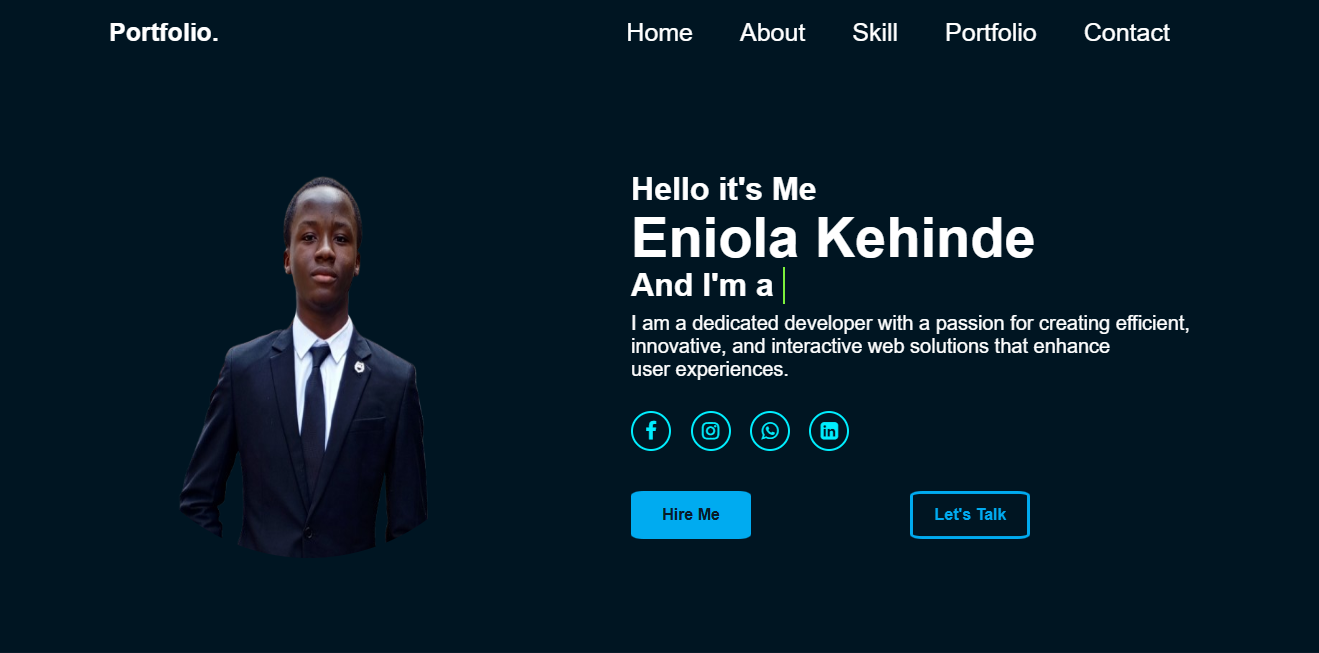 Portfolio.
Home About Skill Portfolio Contact
Hello it's Me
Eniola Kehinde
And I'm a
I am a dedicated developer with a passion for creating efficient,
innovative, and interactive web solutions that enhance
user experiences.
Hire Me
Let's Talk